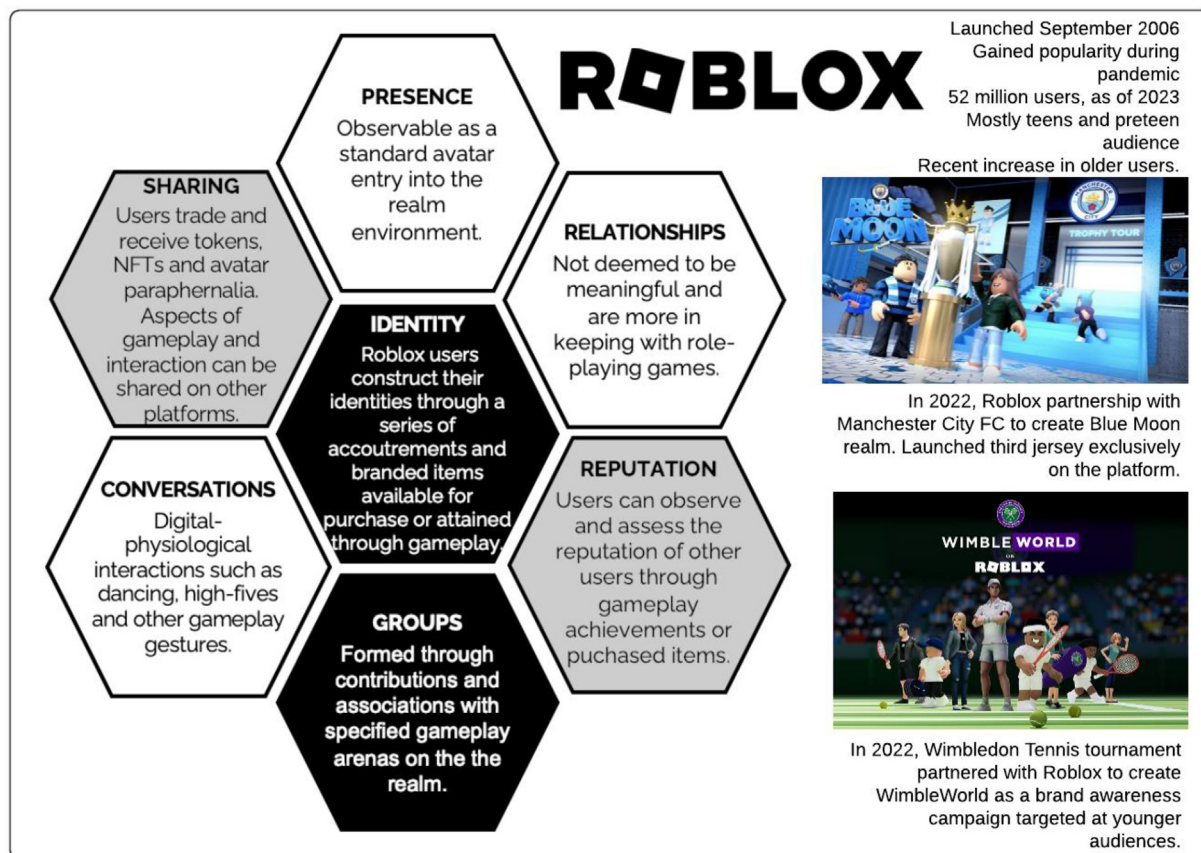 PRESENCE
Observable as a
standard avatar
entry into the
realm
environment.
SHARING
Users trade and
receive tokens,
NFTs and avatar
paraphernalia.
Aspects of
gameplay and
interaction can be
shared on other
platforms.
RELATIONSHIPS
Not deemed to be
meaningful and
are more in
keeping with role-
playing games.
IDENTITY
Roblox users
construct their
identities through a
series of
accoutrements and
branded items
available for
purchase or attained
through gameplay.
CONVERSATIONS
Digital-
physiological
interactions such as
dancing, high-fives
and other gameplay
gestures.
REPUTATION
Users can observe
and assess the
reputation of other
users through
gameplay
achievements or
puchased items.
GROUPS
Formed through
contributions and
associations with
specified gameplay
arenas on the the
realm.
ROBLOX
Launched September 2006
Gained popularity during
pandemic
52 million users, as of 2023
Mostly teens and preteen
audience
Recent increase in older users.
BLUE
MOON
MANCHESTER
CITY
TROPHY TOUR
In 2022, Roblox partnership with
Manchester City FC to create Blue Moon
realm. Launched third jersey exclusively
on the platform.
WIMBLEWORLD
ON
ROBLOX
In 2022, Wimbledon Tennis tournament
partnered with Roblox to create
WimbleWorld as a brand awareness
campaign targeted at younger
audiences.